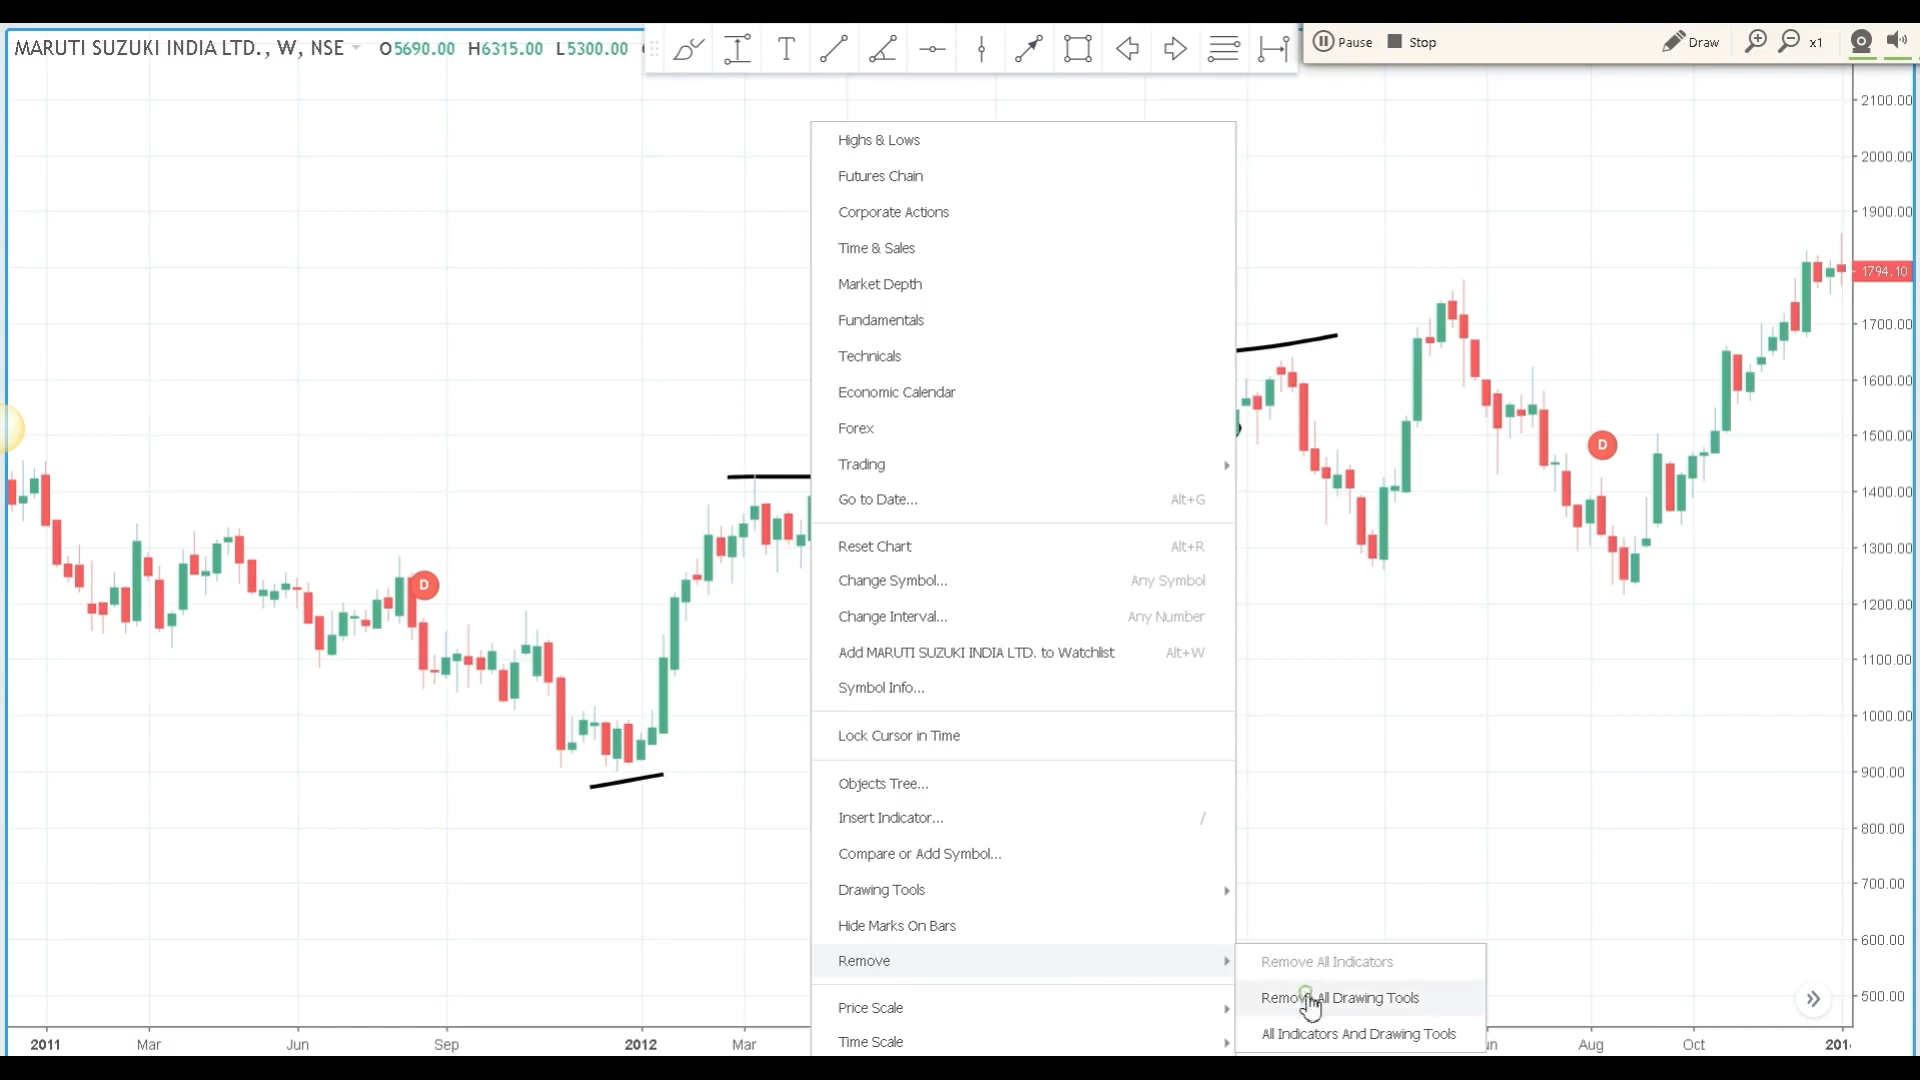 MARUTI SUZUKI INDIA LTD., W, NSE O5690.00 H6315.00 L5300.00
T
Pause Stop Draw x1
2100.00
2000.00
1900.00
1794.10
1700.00
1600.00
1500.00
1400.00
1300.00
1200.00
1100.00
1000.00
900.00
800.00
700.00
600.00
500.00
Highs & Lows
Futures Chain
Corporate Actions
Time & Sales
Market Depth
Fundamentals
Technicals
Economic Calendar
Forex
Trading
Go to Date... Alt+G
Reset Chart Alt+R
Change Symbol... Any Symbol
Change Interval... Any Number
Add MARUTI SUZUKI INDIA LTD. to Watchlist Alt+W
Symbol Info...
Lock Cursor in Time
Objects Tree...
Insert Indicator... /
Compare or Add Symbol...
Drawing Tools
Hide Marks On Bars
Remove
Price Scale
Time Scale
Remove All Indicators
Remove All Drawing Tools
All Indicators And Drawing Tools
D
D
2011 Mar Jun Sep 2012 Mar Aug Oct